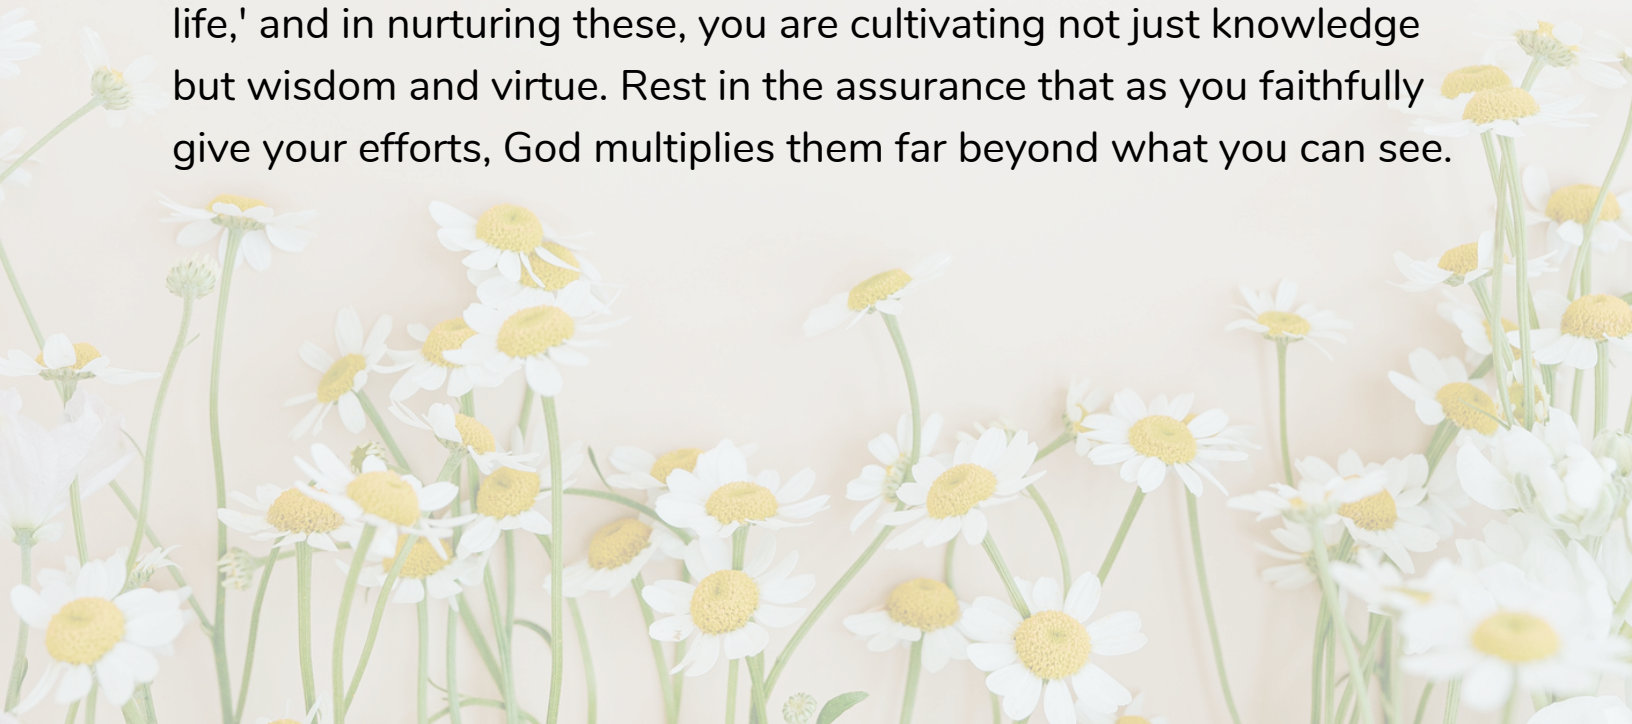 life,' and in nurturing these, you are cultivating not just knowledge
but wisdom and virtue. Rest in the assurance that as you faithfully
give your efforts, God multiplies them far beyond what you can see.